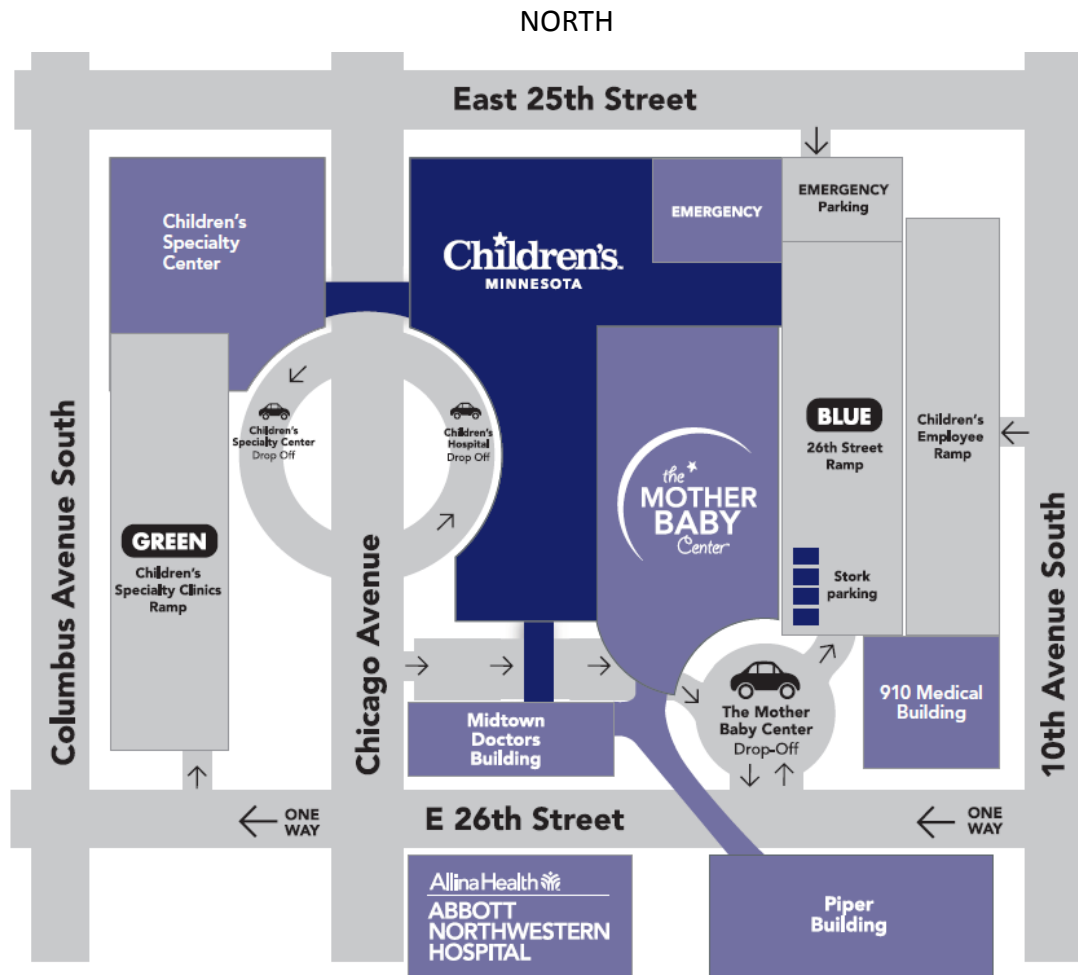 NORTH
East 25th Street
Children's
Specialty
Center
Children's
MINNESOTA
EMERGENCY
EMERGENCY
Parking
Columbus Avenue South
Chicago Avenue
10th Avenue South
Children's
Specialty Center
Drop Off
Children's
Hospital
Drop Off
the
MOTHER
BABY
Center
BLUE
26th Street
Ramp
Children's
Employee
Ramp
GREEN
Children's
Specialty Clinics
Ramp
Stork
parking
Midtown
Doctors
Building
The Mother
Baby Center
Drop-Off
910 Medical
Building
ONE
WAY
E 26th Street
ONE
WAY
Allina Health
ABBOTT
NORTHWESTERN
HOSPITAL
Piper
Building